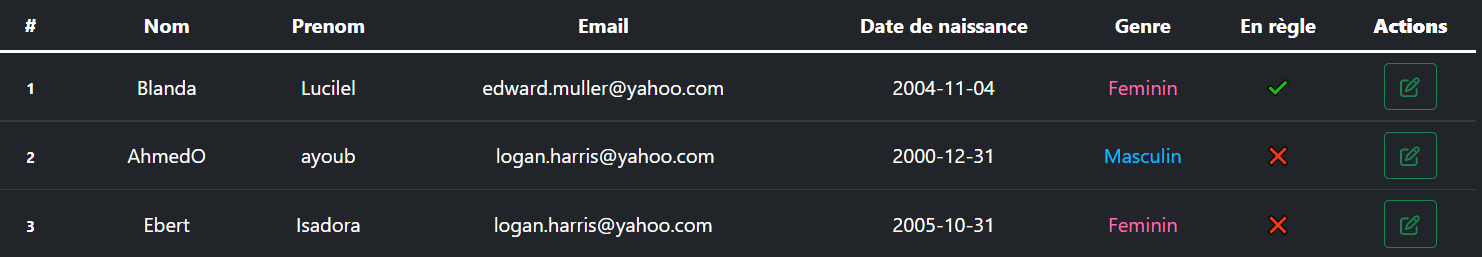 # Nom Prenom Email Date de naissance Genre En règle Actions
1 Blanda Lucilel edward.muller@yahoo.com 2004-11-04 Feminin
2 AhmedO ayoub logan.harris@yahoo.com 2000-12-31 Masculin
3 Ebert Isadora logan.harris@yahoo.com 2005-10-31 Feminin